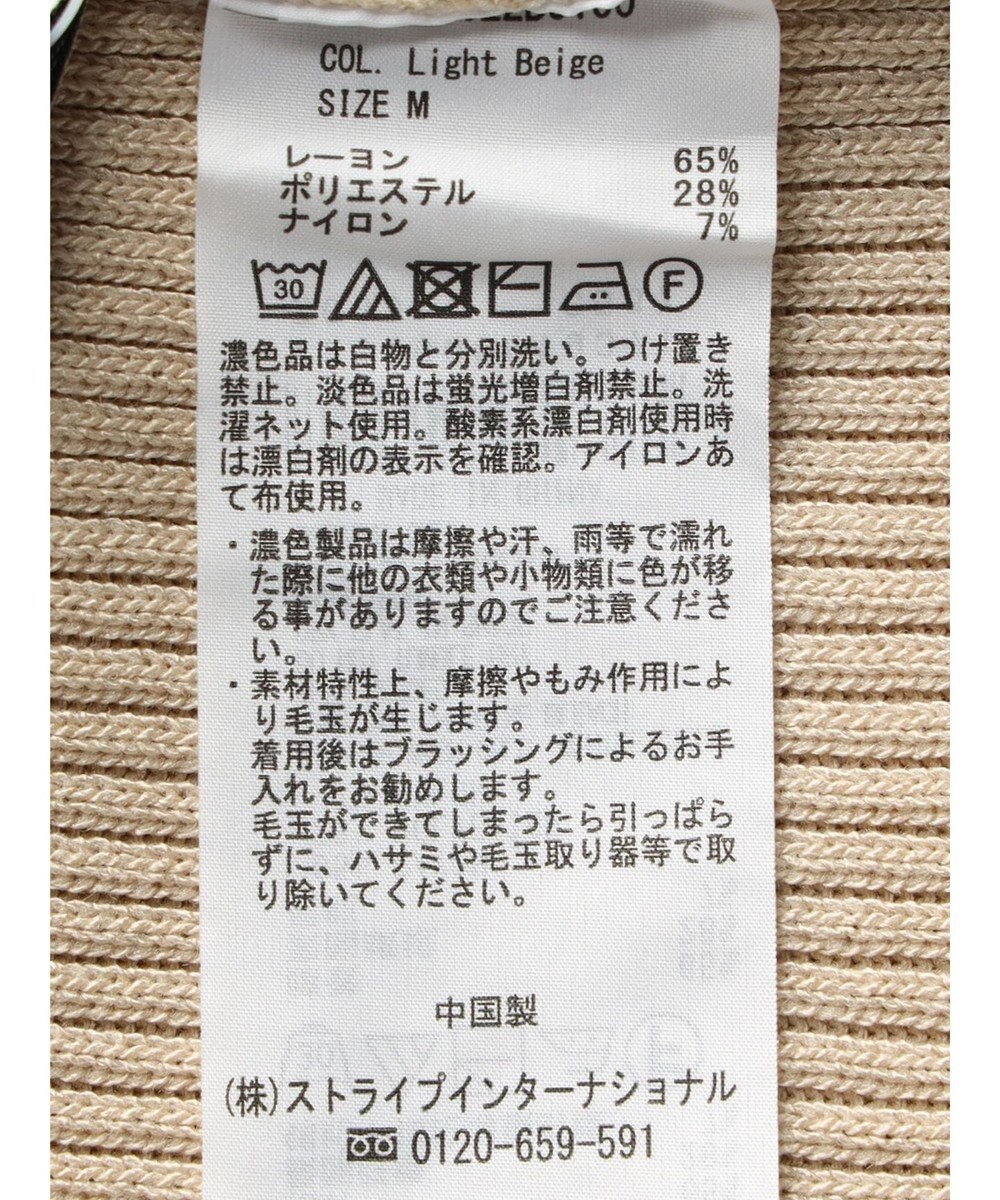 COL. Light Beige
SIZE M
レーヨン 65%
ポリエステル 28%
ナイロン 7%
30 F
濃色品は白物と分別洗い。つけ置き
禁止。淡色品は蛍光増白剤禁止。洗
濯ネット使用。酸素系漂白剤使用時
は漂白剤の表示を確認。アイロンあ
て布使用。
・濃色製品は摩擦や汗、雨等で濡れ
た際に他の衣類や小物類に色が移
る事がありますのでご注意くださ
い。
・素材特性上、摩擦やもみ作用によ
り毛玉が生じます。
着用後はブラッシングによるお手
入れをお勧めします。
毛玉ができてしまったら引っぱら
ずに、ハサミや毛玉取り器等で取
り除いてください。
中国製
(株)ストライプインターナショナル
0120-659-591